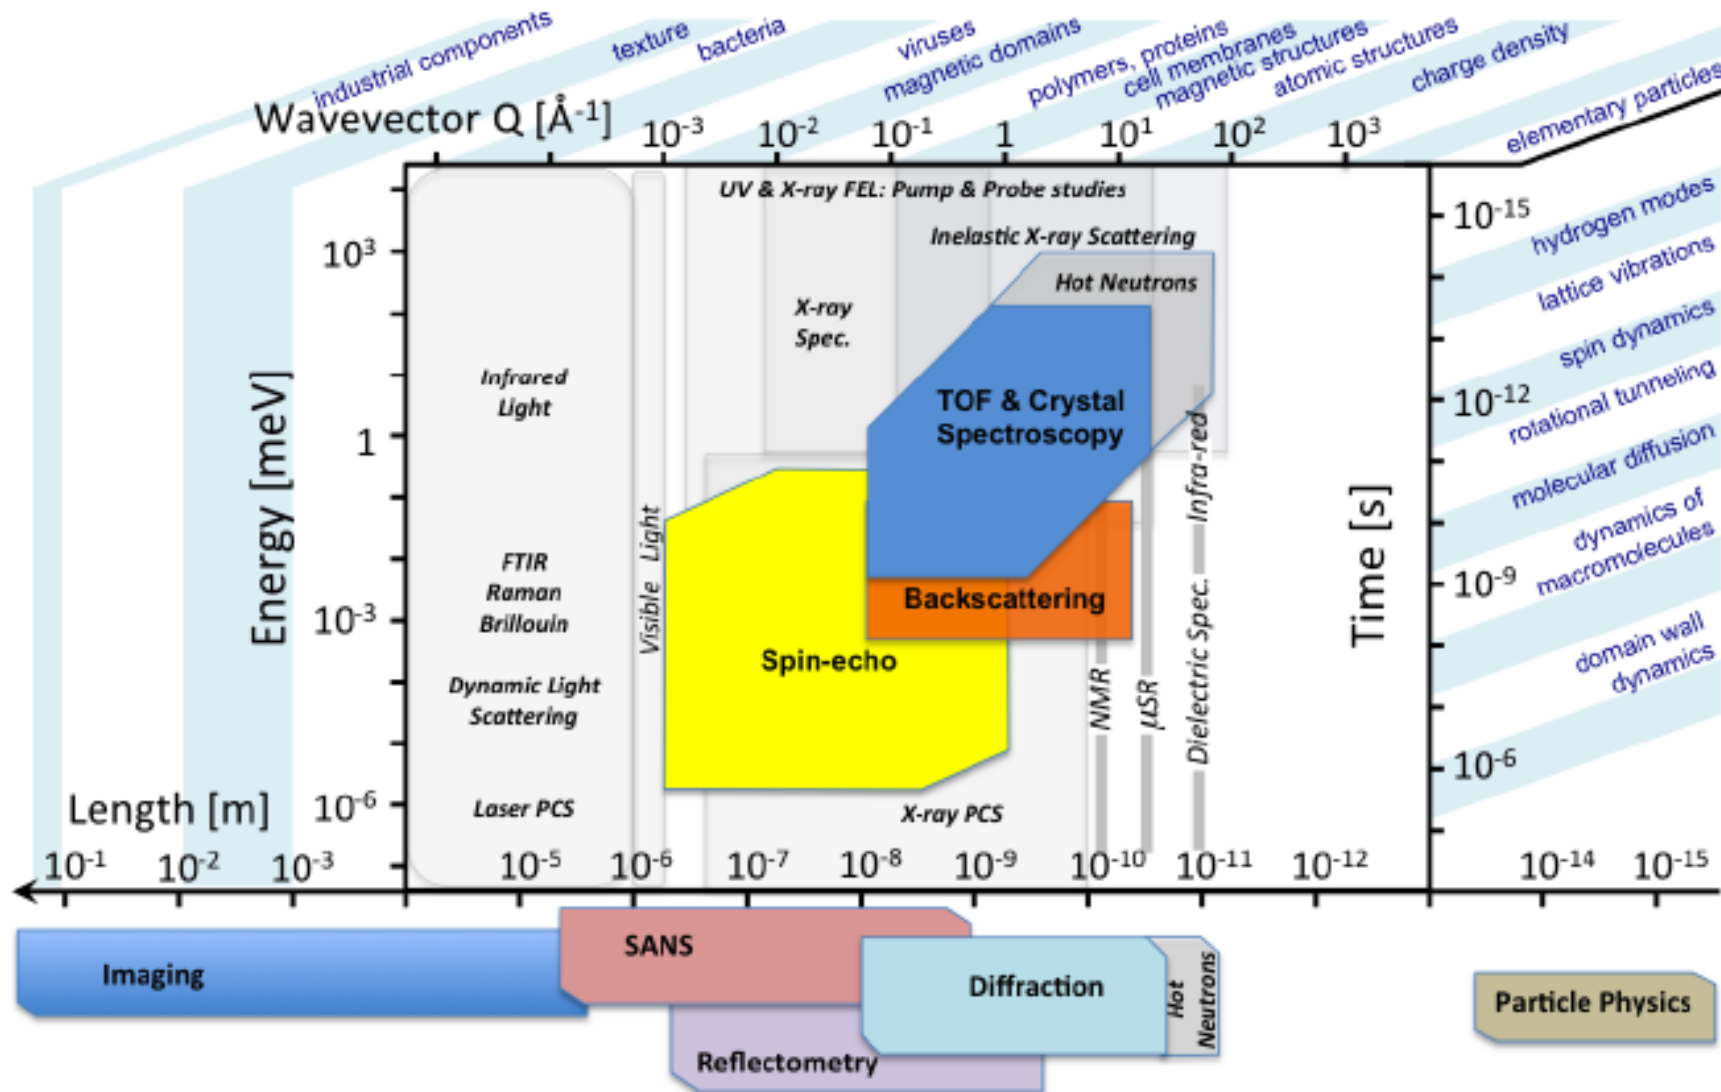 industrial components
texture
bacteria
viruses
magnetic domains
polymers, proteins
cell membranes
magnetic structures
atomic structures
charge density
elementary particles
Wavevector Q [Å-1]
10-3 10-2 10-1 1 101 102 103
UV & X-ray FEL: Pump & Probe studies
Inelastic X-ray Scattering
Hot Neutrons
X-ray
Spec.
Infrared
Light
TOF & Crystal
Spectroscopy
FTIR
Raman
Brillouin
Visible Light
Backscattering
Spin-echo
Dynamic Light
Scattering
Laser PCS
X-ray PCS
NMR
µSR
Dielectric Spec. Infra-red
Energy [meV]
103
1
10-3
10-6
Time [s]
10-15
10-12
10-9
10-6
hydrogen modes
lattice vibrations
spin dynamics
rotational tunneling
molecular diffusion
dynamics of
macromolecules
domain wall
dynamics
Length [m]
10-1 10-2 10-3 10-5 10-6 10-7 10-8 10-9 10-10 10-11 10-12 10-14 10-15
Imaging
SANS
Reflectometry
Diffraction
Hot
Neutrons
Particle Physics